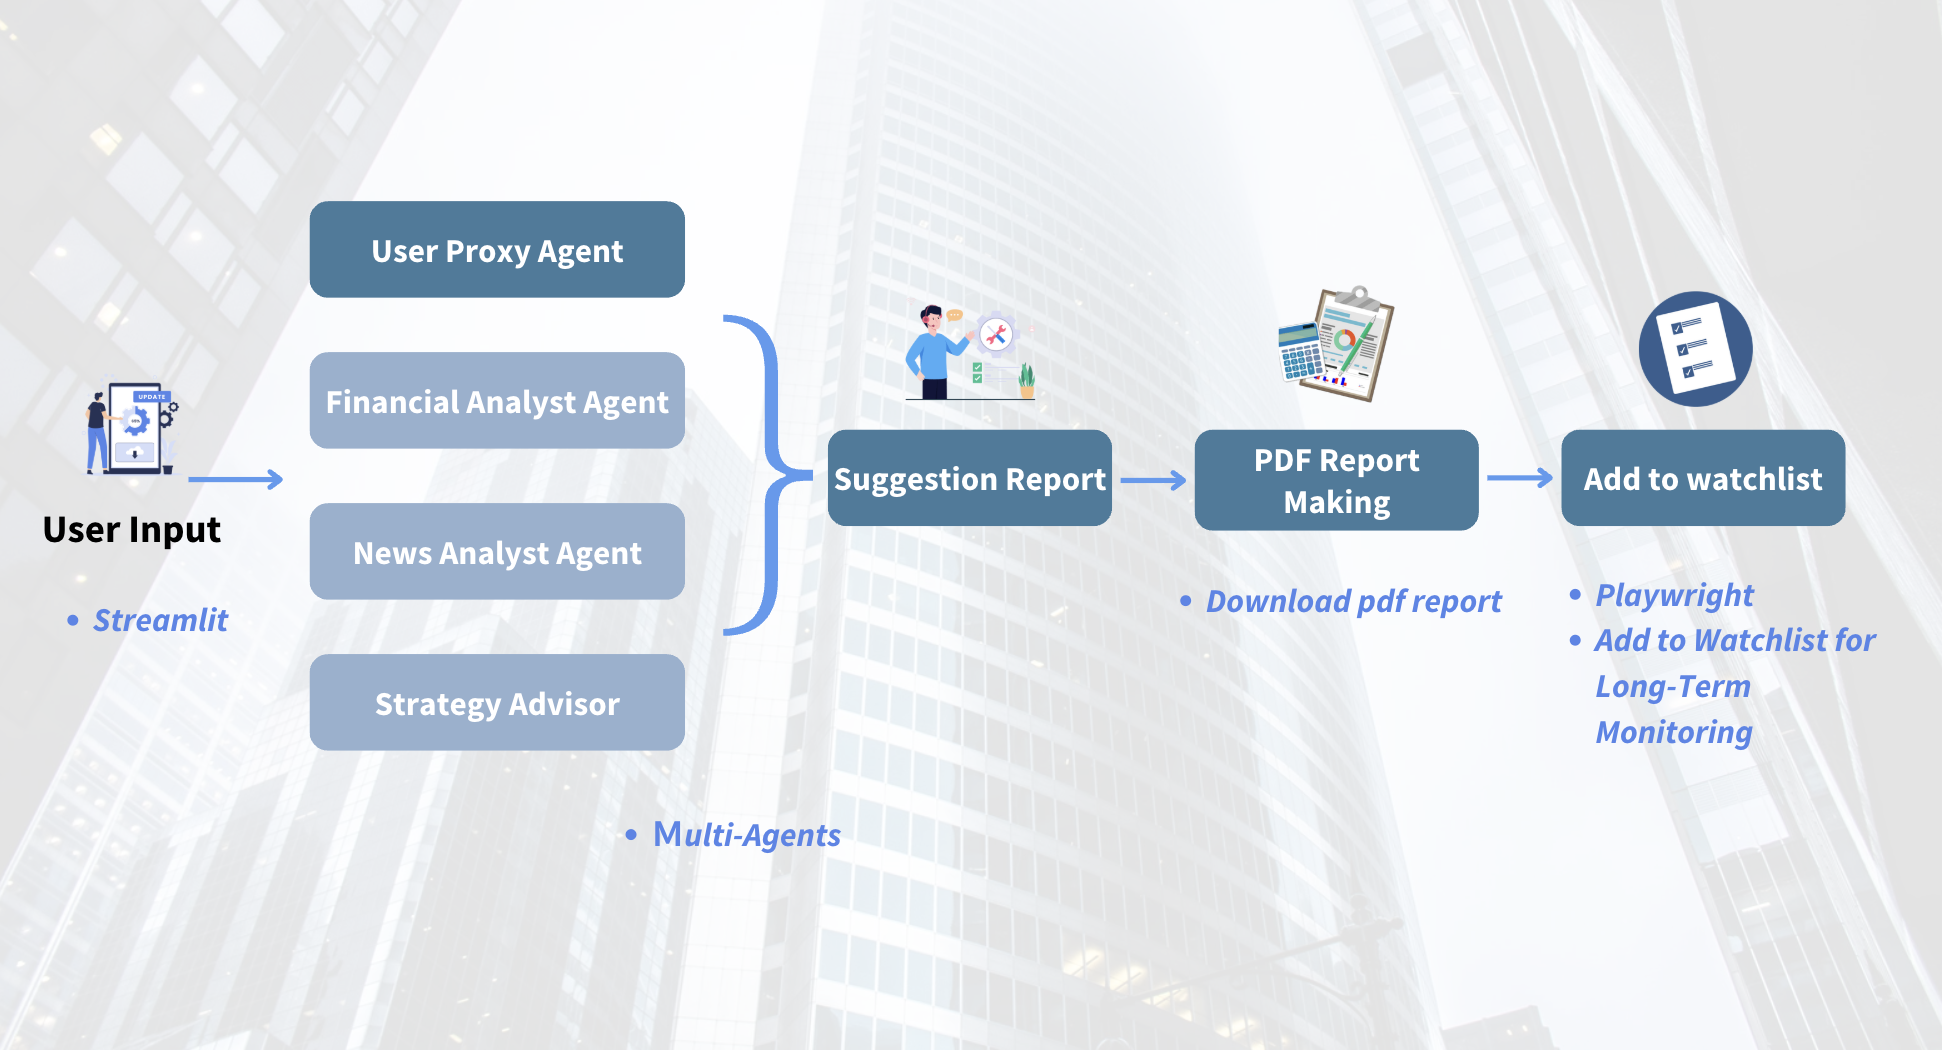 User Proxy Agent
Financial Analyst Agent
News Analyst Agent
Strategy Advisor
UPDATE
User Input
• Streamlit
• Multi-Agents
Suggestion Report
PDF Report
Making
• Download pdf report
Add to watchlist
• Playwright
• Add to Watchlist for
Long-Term
Monitoring